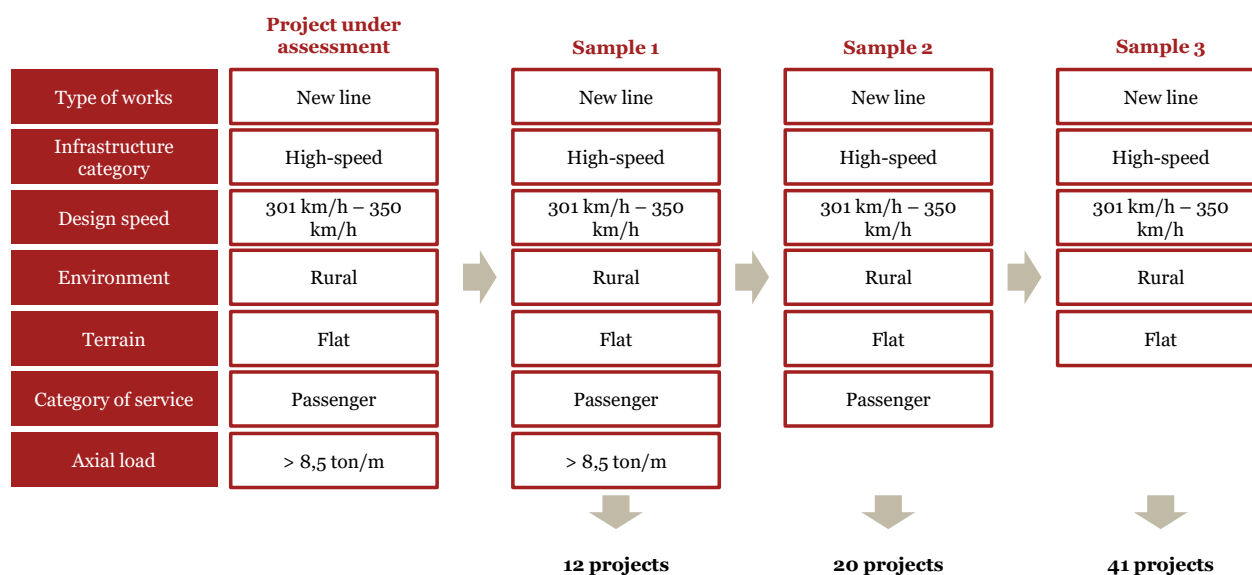 Project under
assessment
Sample 1
Sample 2
Sample 3
Type of works
New line
New line
New line
New line
Infrastructure
category
High-speed
High-speed
High-speed
High-speed
Design speed
301 km/h – 350
km/h
301 km/h – 350
km/h
301 km/h – 350
km/h
301 km/h – 350
km/h
Environment
Rural
Rural
Rural
Rural
Terrain
Flat
Flat
Flat
Flat
Category of service
Passenger
Passenger
Passenger
Axial load
> 8,5 ton/m
> 8,5 ton/m
12 projects
20 projects
41 projects